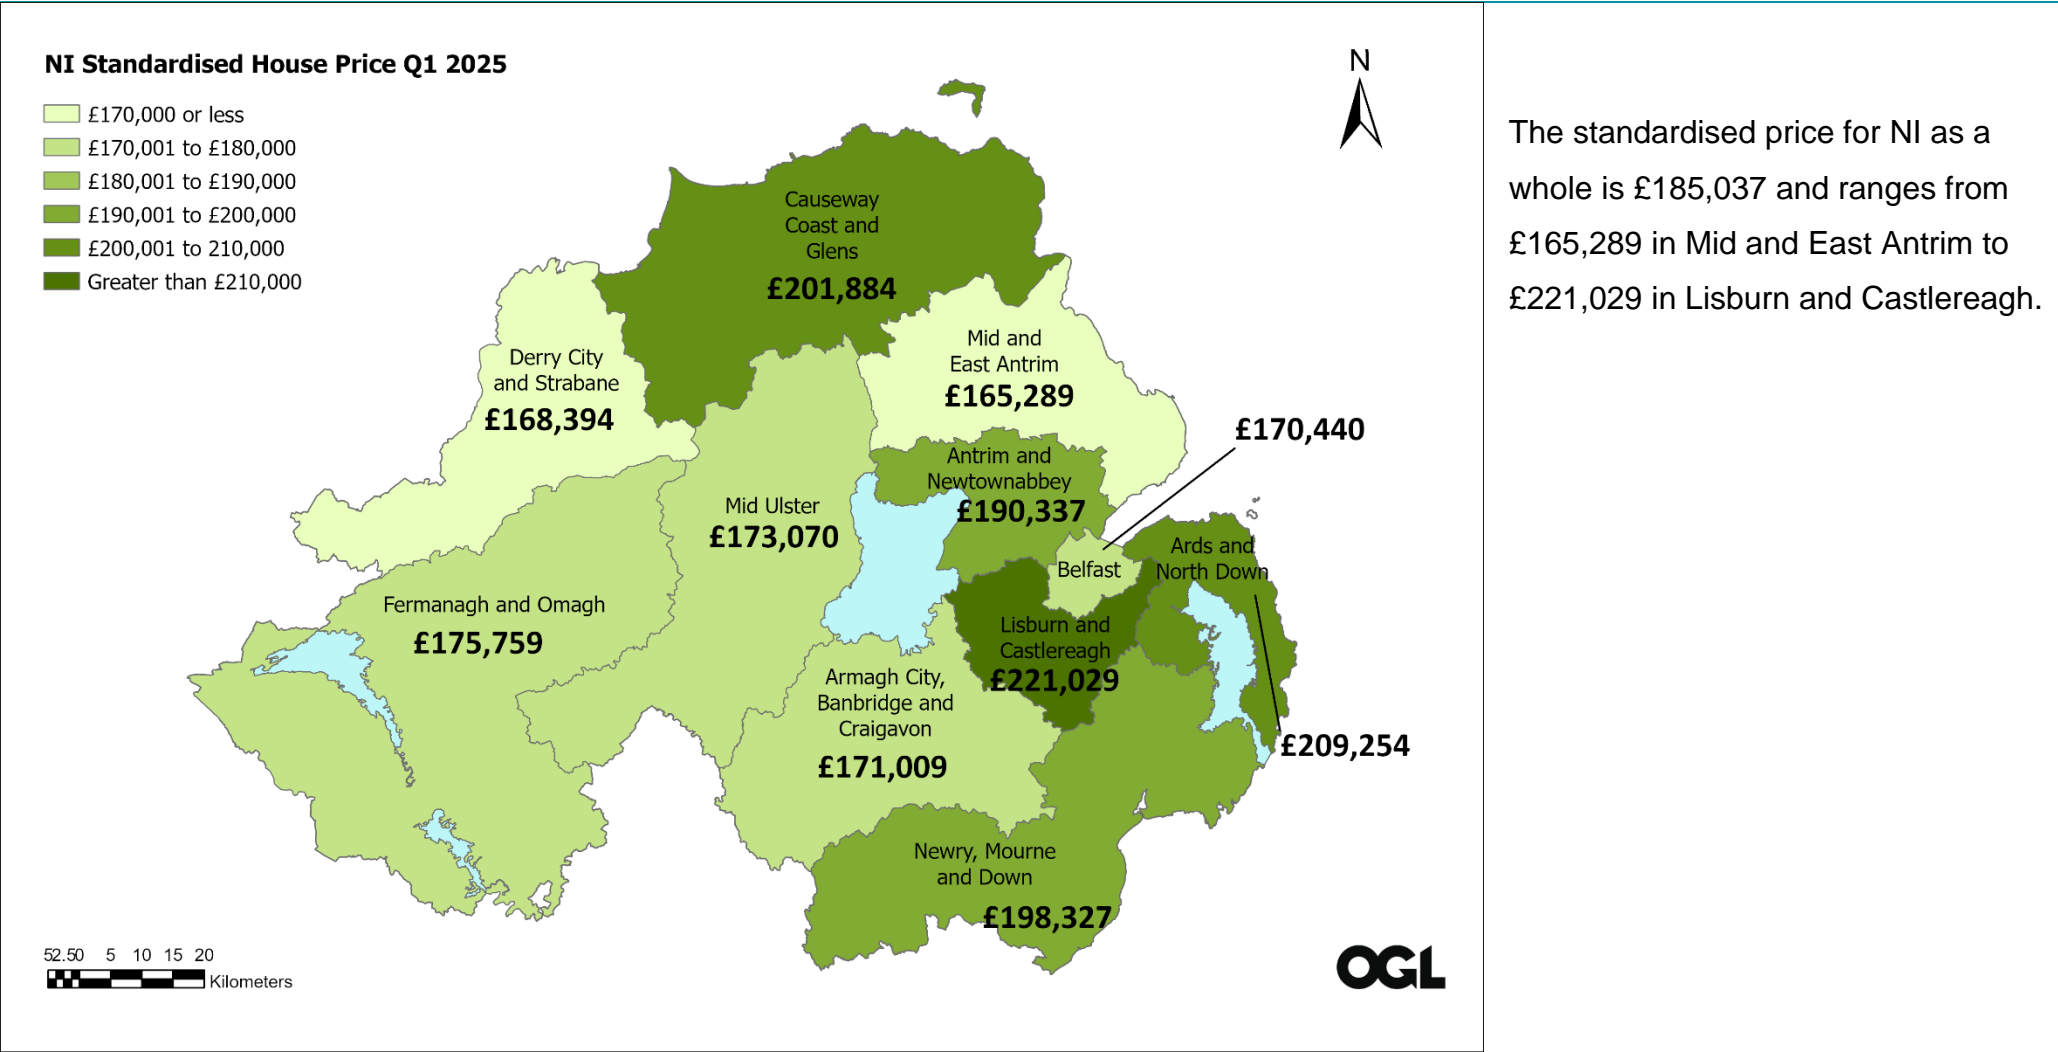 NI Standardised House Price Q1 2025
£170,000 or less
£170,001 to £180,000
£180,001 to £190,000
£190,001 to £200,000
£200,001 to 210,000
Greater than £210,000
N
Causeway
Coast and
Glens
£201,884
Derry City
and Strabane
£168,394
Mid and
East Antrim
£165,289
£170,440
Antrim and
Newtownabbey
£190,337
Mid Ulster
£173,070
Belfast
Ards and
North Down
£209,254
Fermanagh and Omagh
£175,759
Lisburn and
Castlereagh
£221,029
Armagh City,
Banbridge and
Craigavon
£171,009
Newry, Mourne
and Down
£198,327
52.50 5 10 15 20
Kilometers
OGL
The standardised price for NI as a
whole is £185,037 and ranges from
£165,289 in Mid and East Antrim to
£221,029 in Lisburn and Castlereagh.